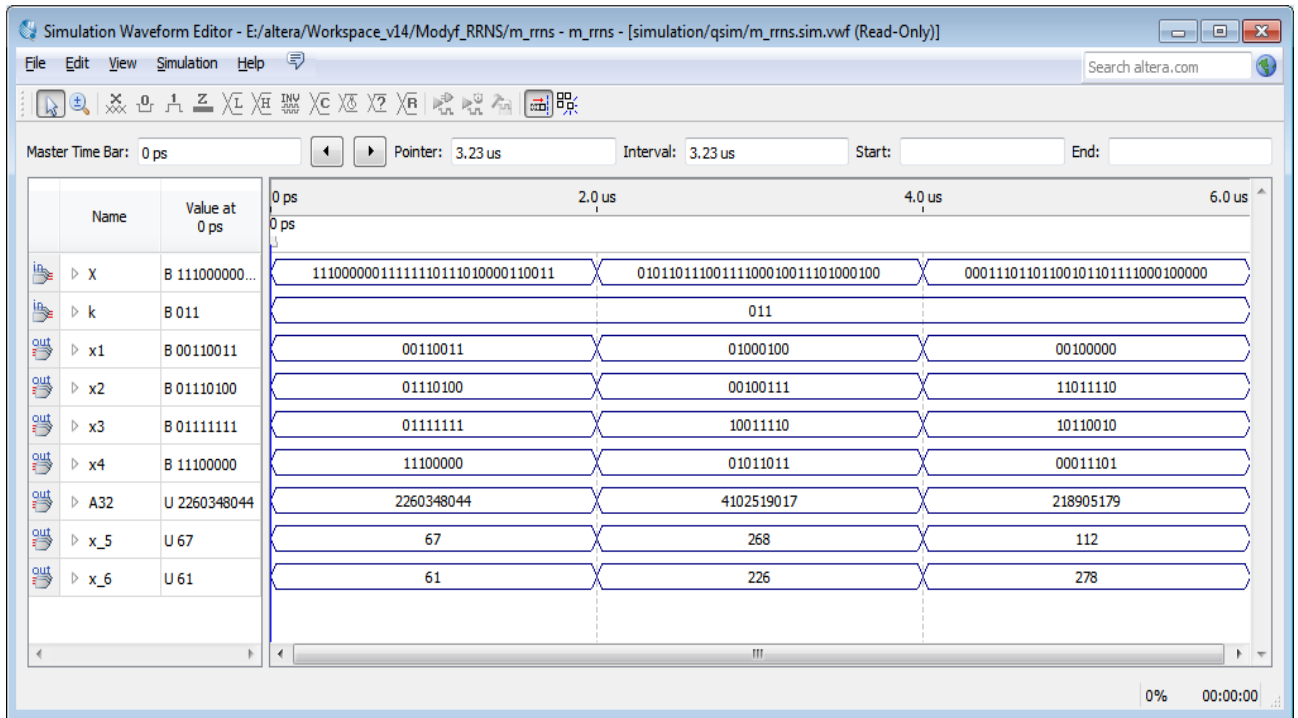 Simulation Waveform Editor - E:/altera/Workspace_v14/Modyf_RRNS/m_rrns - m_rrns - [simulation/qsim/m_rrns.sim.vwf (Read-Only)]
File Edit View Simulation Help Search altera.com
Master Time Bar: 0 ps Pointer: 3.23 us Interval: 3.23 us Start: End:
Name Value at 0 ps 0 ps 2.0 us 4.0 us 6.0 us
0 ps
X B 111000000... 11100000011111110111010000110011 01011011100111100010011101000100 00011101101100101101111000100000
k B 011 011
x1 B 00110011 00110011 01000100 00100000
x2 B 01110100 01110100 00100111 11011110
x3 B 01111111 01111111 10011110 10110010
x4 B 11100000 11100000 01011011 00011101
A32 U 2260348044 2260348044 4102519017 218905179
x_5 U 67 67 268 112
x_6 U 61 61 226 278
0% 00:00:00